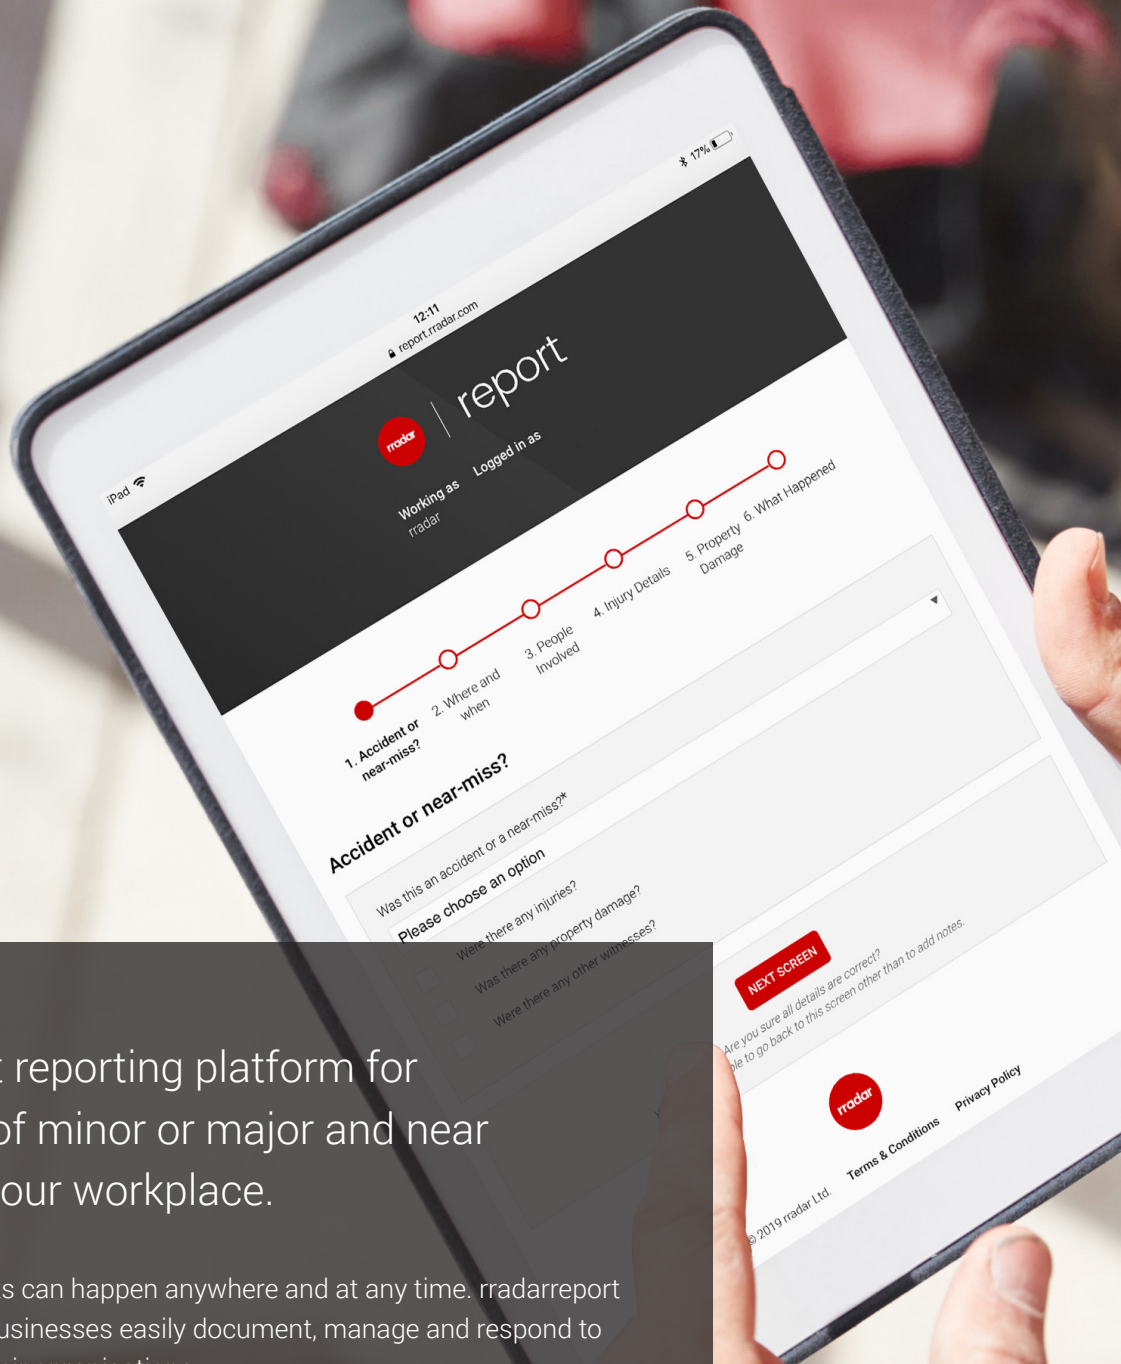 iPad
12:11
report.rradar.com
17%
rradar
report
Working as
rradar
Logged in as
1. Accident or
near-miss?
2. Where and
when
3. People
Involved
4. Injury Details
5. Property
Damage
6. What Happened
Accident or near-miss?
Was this an accident or a near-miss?*
Please choose an option
Were there any injuries?
Was there any property damage?
Were there any other witnesses?
NEXT SCREEN
Are you sure all details are correct?
to go back to this screen other than to add notes.
rradar
© 2019 rradar Ltd.
Terms & Conditions
Privacy Policy
reporting platform for
of minor or major and near
our workplace.
can happen anywhere and at any time. rradarreport
usinesses easily document, manage and respond to